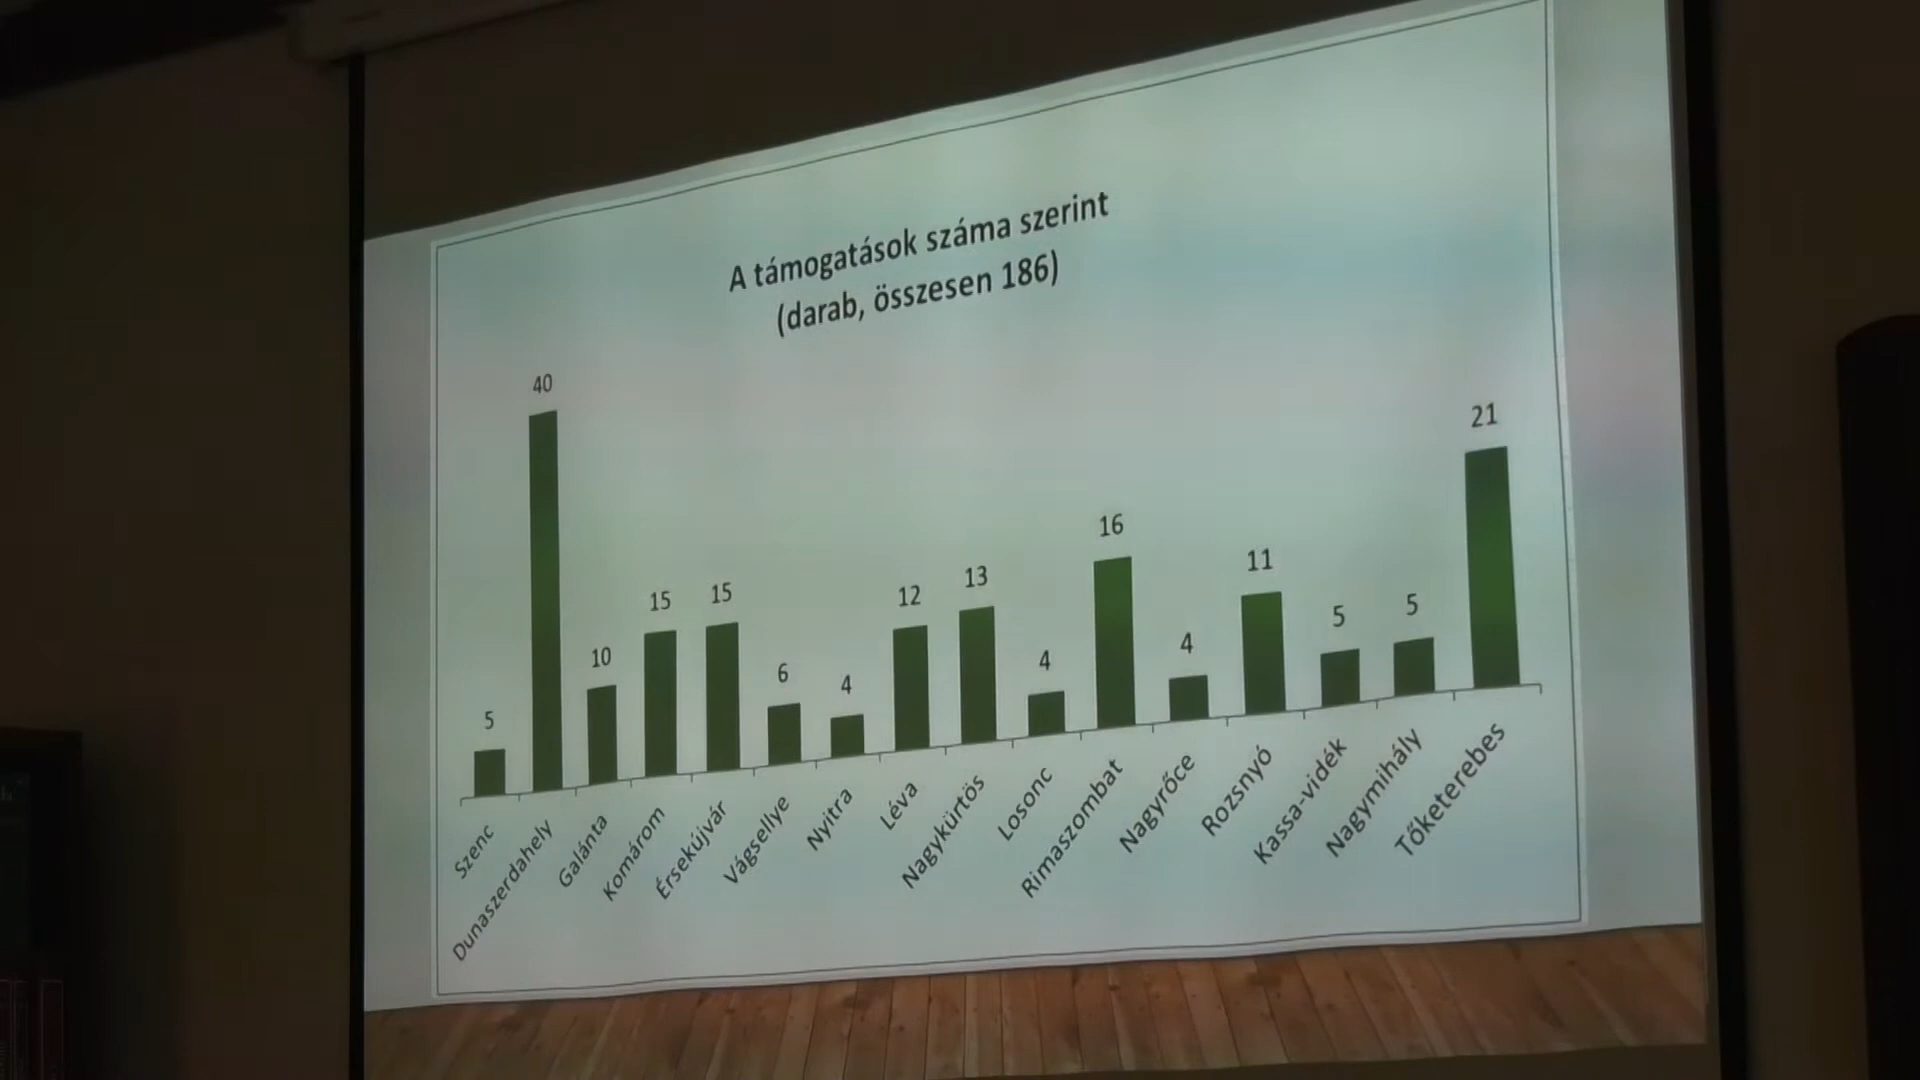 A támogatások száma szerint
(darab, összesen 186)
5
40
10
15
15
6
4
12
13
4
16
4
11
5
5
21
Szenc
Dunaszerdahely
Galánta
Komárom
Érsekújvár
Vágsellye
Nyitra
Léva
Nagykürtös
Losonc
Rimaszombat
Nagyrőce
Rozsnyó
Kassa-vidék
Nagymihály
Tőketerebes